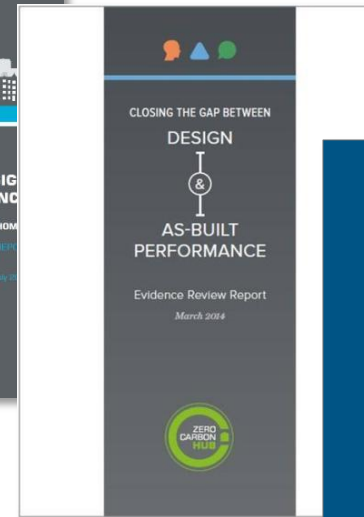 CLOSING THE GAP BETWEEN
DESIGN
&
AS-BUILT
PERFORMANCE
Evidence Review Report
March 2014
ZERO
CARBON
HUB